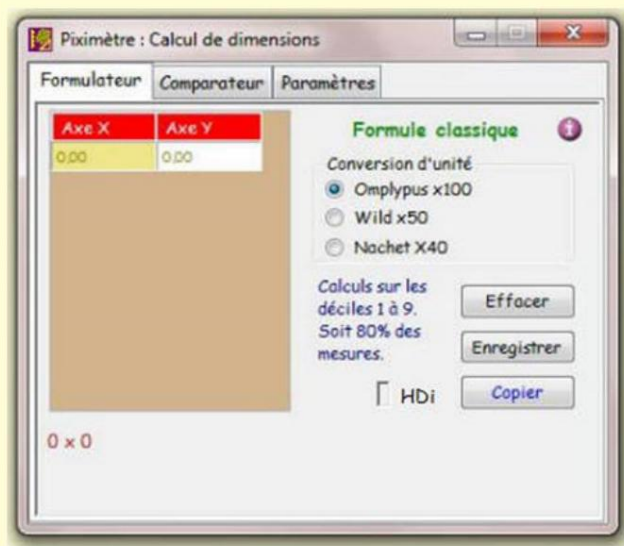 Piximètre : Calcul de dimensions
Formulateur Comparateur Paramètres
Axe X Axe Y
0,00 0,00
Formule classique
Conversion d'unité
Omplypus x100
Wild x50
Nachet X40
Calculs sur les
déciles 1 à 9.
Soit 80% des
mesures.
Effacer
Enregistrer
HDi
Copier
0 x 0